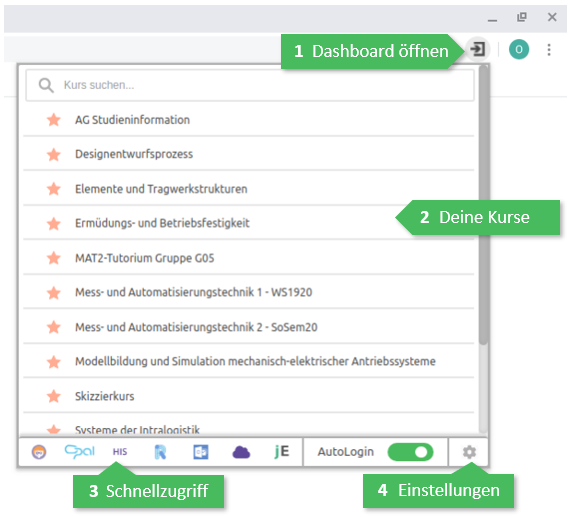 1 Dashboard öffnen
O
Kurs suchen...
AG Studieninformation
Designentwurfsprozess
Elemente und Tragwerkstrukturen
Ermüdungs- und Betriebsfestigkeit
2 Deine Kurse
MAT2-Tutorium Gruppe G05
Mess- und Automatisierungstechnik 1 - WS1920
Mess- und Automatisierungstechnik 2 - SoSem20
Modellbildung und Simulation mechanisch-elektrischer Antriebssysteme
Skizzierkurs
Systeme der Intralogistik
Opal HIS R jE AutoLogin
3 Schnellzugriff
4 Einstellungen